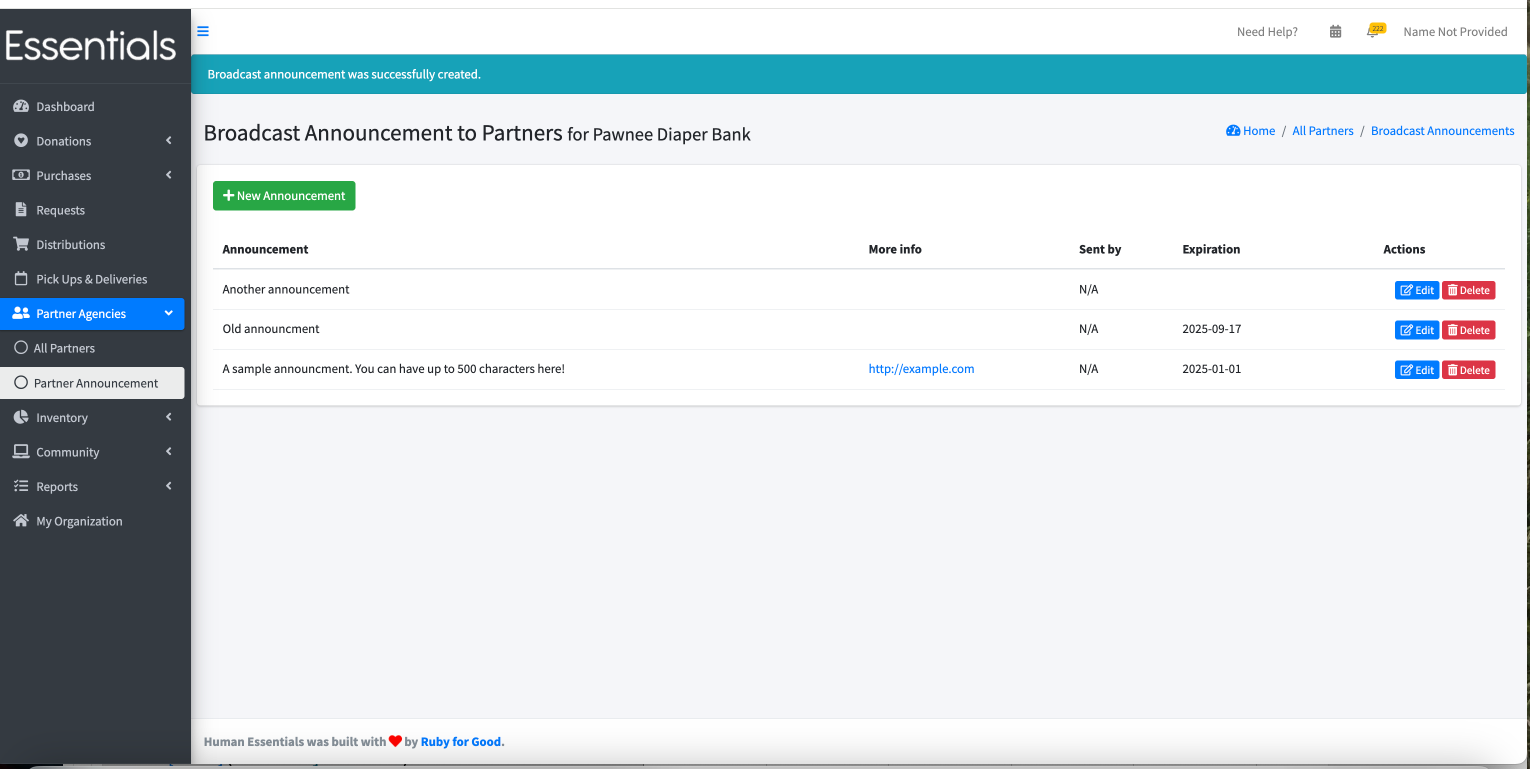 Essentials
Need Help?
222
Name Not Provided
Broadcast announcement was successfully created.
Dashboard
Donations
Purchases
Requests
Distributions
Pick Ups & Deliveries
Partner Agencies
All Partners
Partner Announcement
Inventory
Community
Reports
My Organization
Broadcast Announcement to Partners for Pawnee Diaper Bank
Home / All Partners / Broadcast Announcements
New Announcement
Announcement More info Sent by Expiration Actions
Another announcement N/A Edit Delete
Old announcment N/A 2025-09-17 Edit Delete
A sample announcment. You can have up to 500 characters here! http://example.com N/A 2025-01-01 Edit Delete
Human Essentials was built with by Ruby for Good.